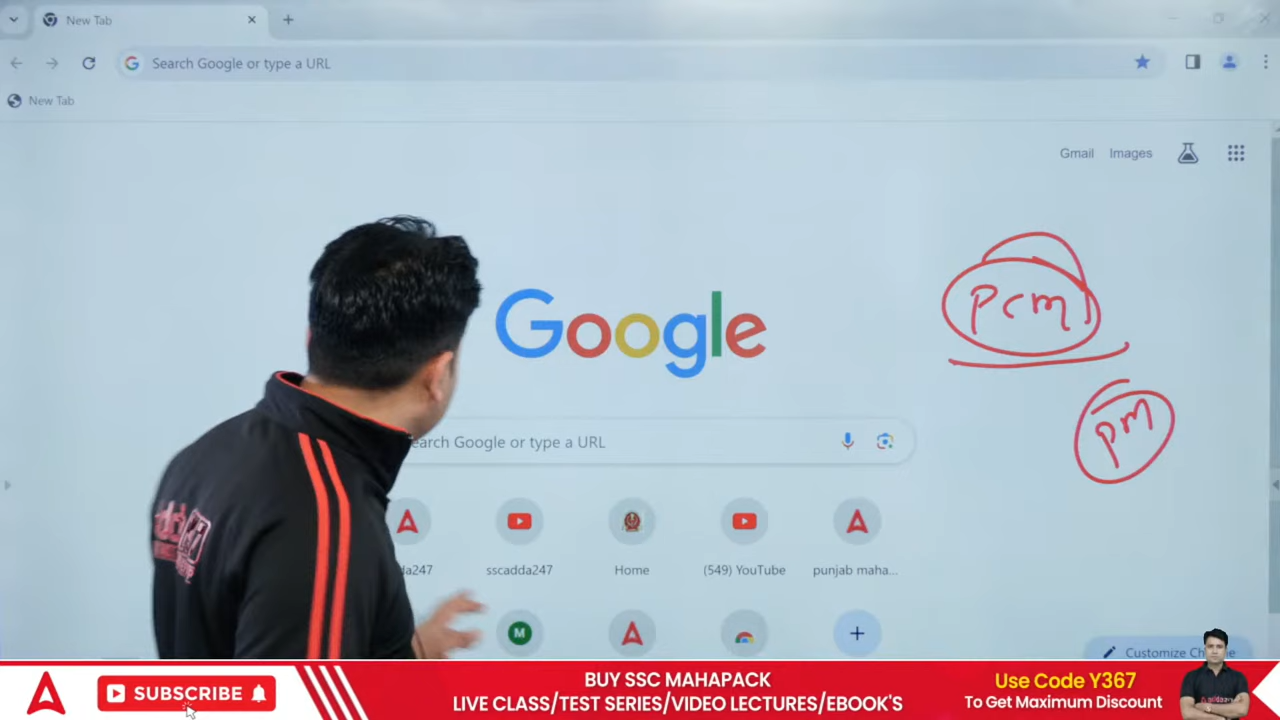 New Tab
Search Google or type a URL
New Tab
Gmail Images
PCM
Google
PM
earch Google or type a URL
da247 sscadda247 Home (549) YouTube punjab maha...
M
Customize Ch e
SUBSCRIBE
BUY SSC MAHAPACK
LIVE CLASS/TEST SERIES/VIDEO LECTURES/EBOOK'S
Use Code Y367
To Get Maximum Discount